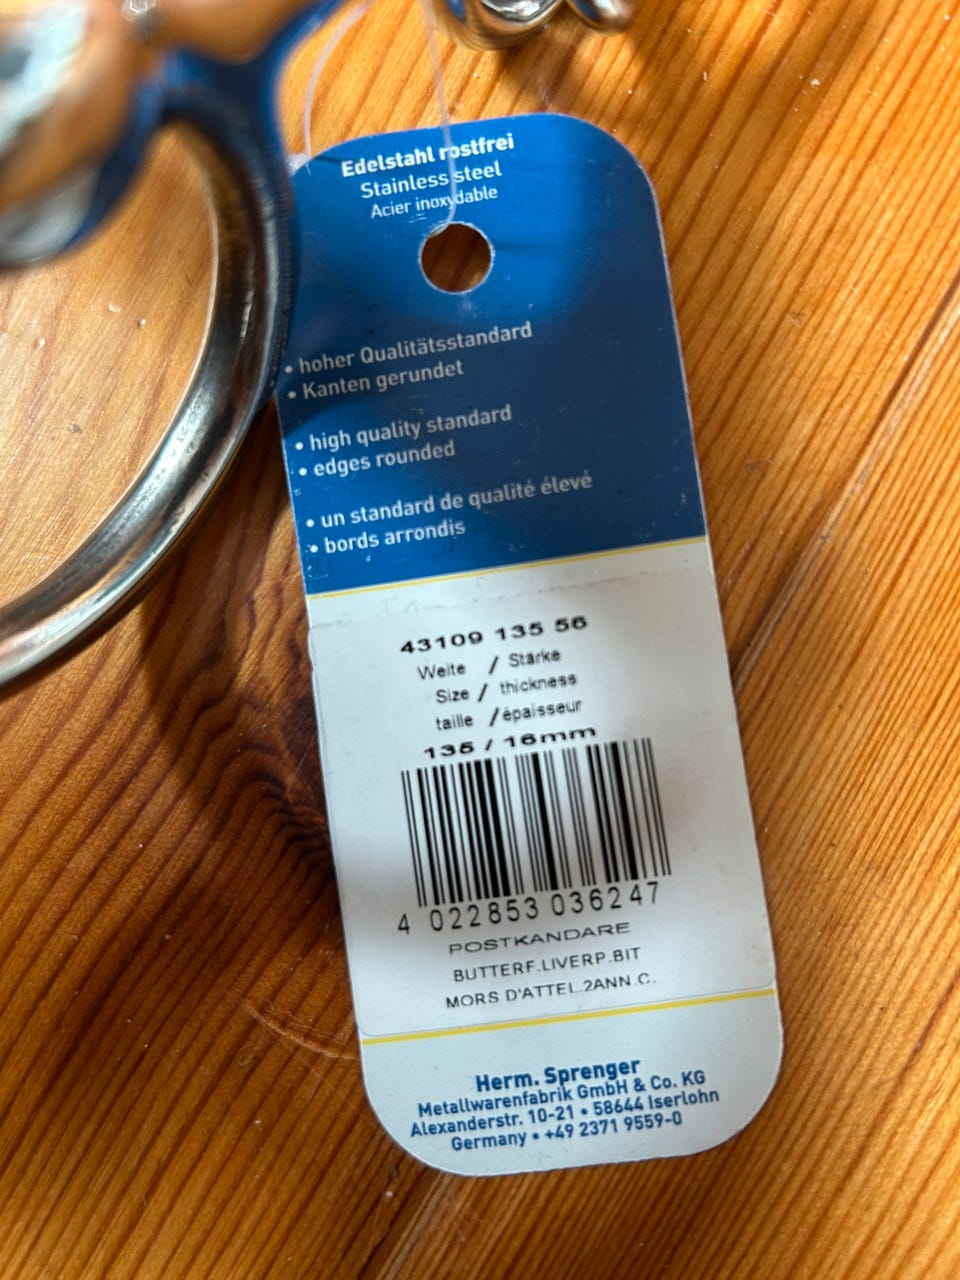 Edelstahl rostfrei
Stainless steel
Acier inoxydable
• hoher Qualitätsstandard
• Kanten gerundet
• high quality standard
• edges rounded
• un standard de qualité élevé
• bords arrondis
43109 135 56
Weite / Stärke
Size / thickness
taille / épaisseur
135 / 16mm
4 022853 036247
POSTKANDARE
BUTTERF.LIVERP.BIT
MORS D'ATTEL.2ANN.C.
Herm. Sprenger
Metallwarenfabrik GmbH & Co. KG
Alexanderstr. 10-21 • 58644 Iserlohn
Germany • +49 2371 9559-0